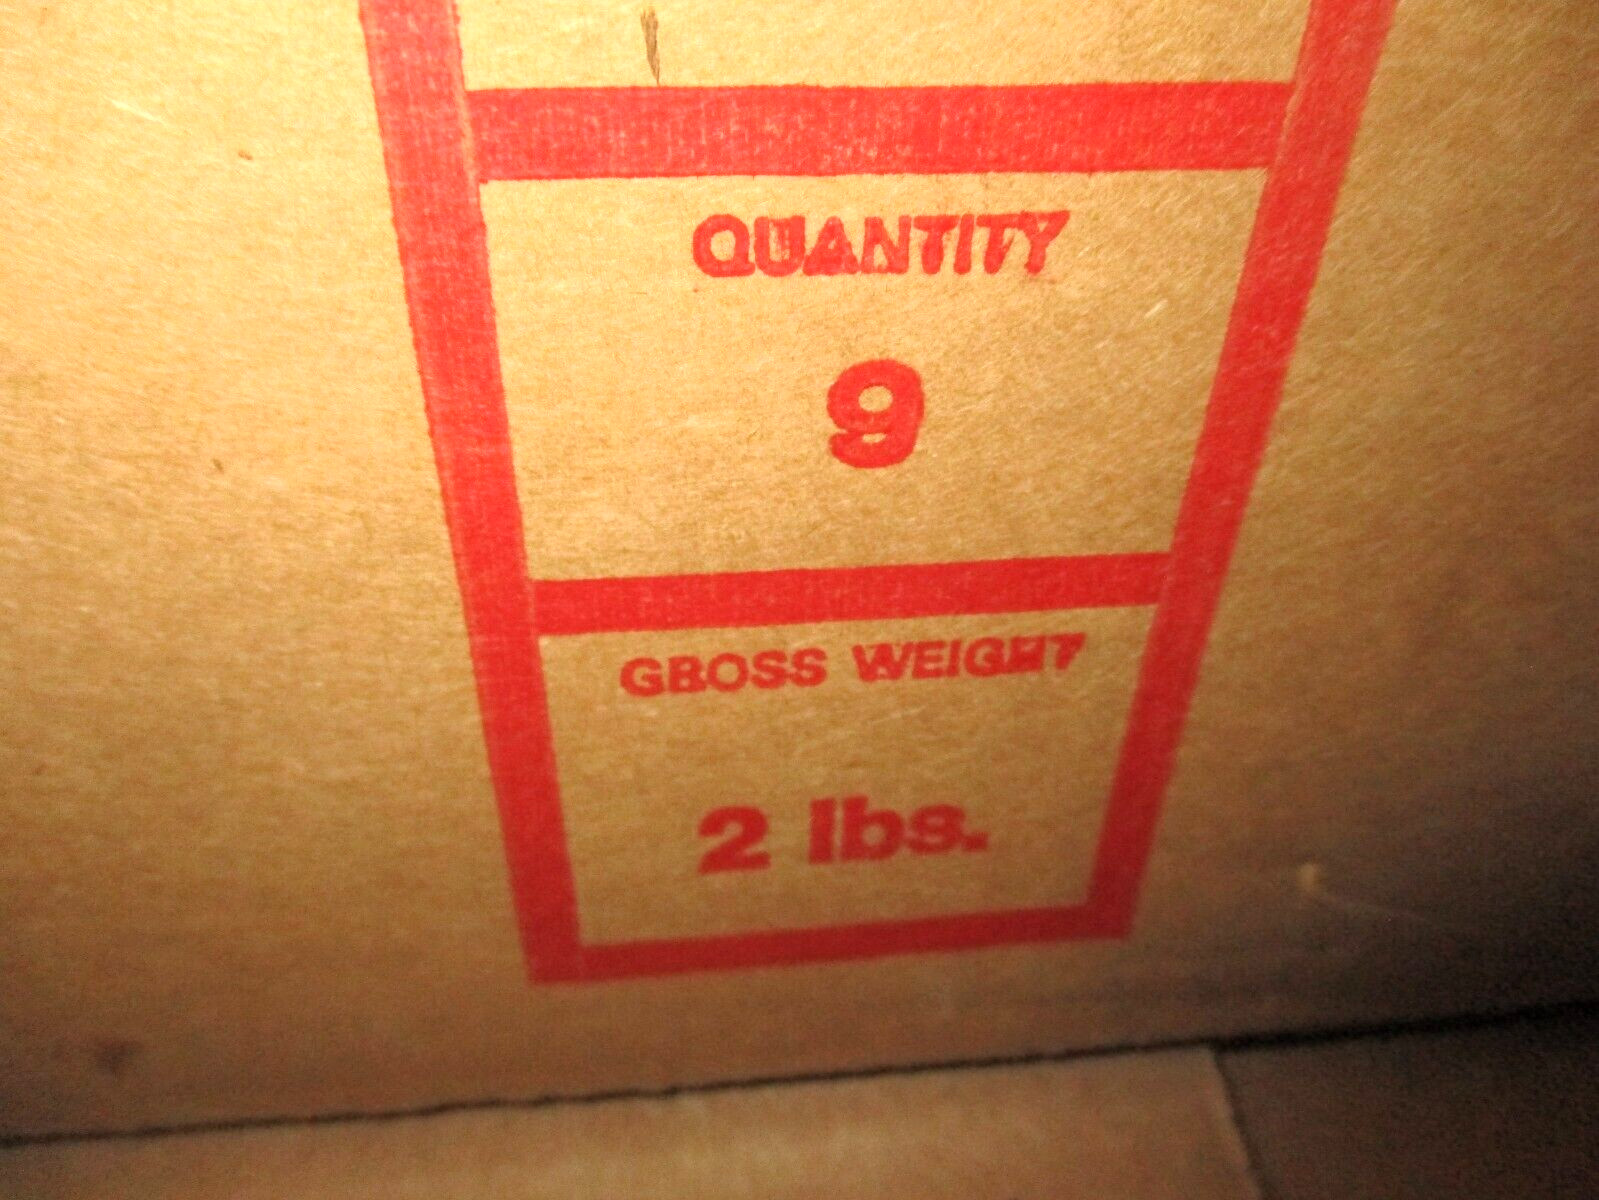 QUANTITY
9
GROSS WEIGHT
2 lbs.